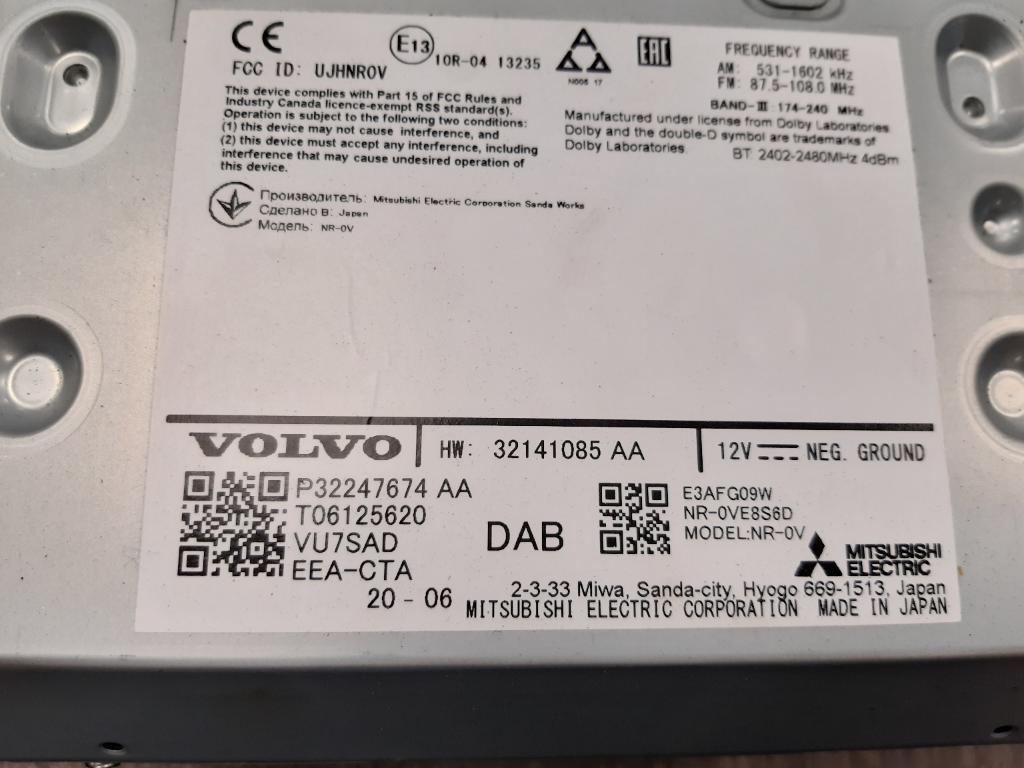 CE
FCC ID: UJHNR0V
E13
10R-04 13235
N005 17
EAC
FREQUENCY RANGE
AM: 531-1602 kHz
FM: 87.5-108.0 MHz
BAND-III : 174-240 MHz
This device complies with Part 15 of FCC Rules and
Industry Canada licence-exempt RSS standard(s).
Operation is subject to the following two conditions:
(1) this device may not cause interference, and
(2) this device must accept any interference, including
interference that may cause undesired operation of
this device.
Manufactured under license from Dolby Laboratories.
Dolby and the double-D symbol are trademarks of
Dolby Laboratories.
BT: 2402-2480MHz 4dBm
Производитель: Mitsubishi Electric Corporation Sanda Works
Сделано в: Japan
Модель: NR-0V
VOLVO
HW: 32141085 AA
12V NEG. GROUND
P32247674 AA
T06125620
VU7SAD
EEA-CTA
20 - 06
DAB
E3AFG09W
NR-0VE8S6D
MODEL:NR-0V
MITSUBISHI
ELECTRIC
2-3-33 Miwa, Sanda-city, Hyogo 669-1513, Japan
MITSUBISHI ELECTRIC CORPORATION MADE IN JAPAN